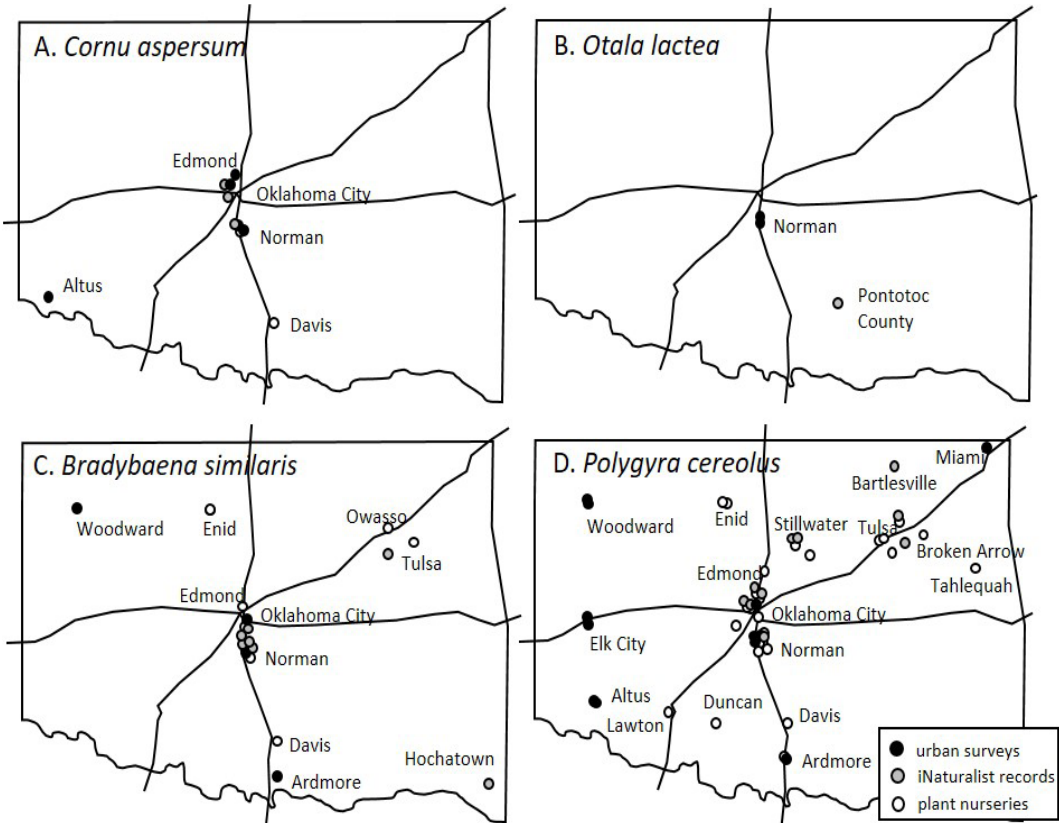 A. Cornu aspersum
Edmond
Oklahoma City
Norman
Altus
Davis
B. Otala lactea
Norman
Pontotoc
County
C. Bradybaena similaris
Woodward
Enid
Owasso
Tulsa
Edmond
Oklahoma City
Norman
Davis
Hochatown
Ardmore
D. Polygyra cereolus
Miami
Bartlesville
Woodward
Enid
Stillwater
Tulsa
Broken Arrow
Edmond
Tahlequah
Oklahoma City
Elk City
Norman
Altus
Duncan
Lawton
Davis
Ardmore
urban surveys
iNaturalist records
plant nurseries